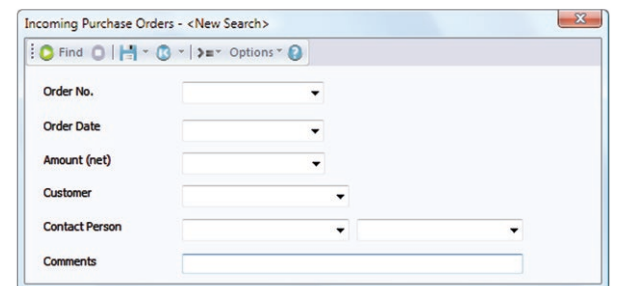 Incoming Purchase Orders - <New Search>
Find Options
Order No.
Order Date
Amount (net)
Customer
Contact Person
Comments